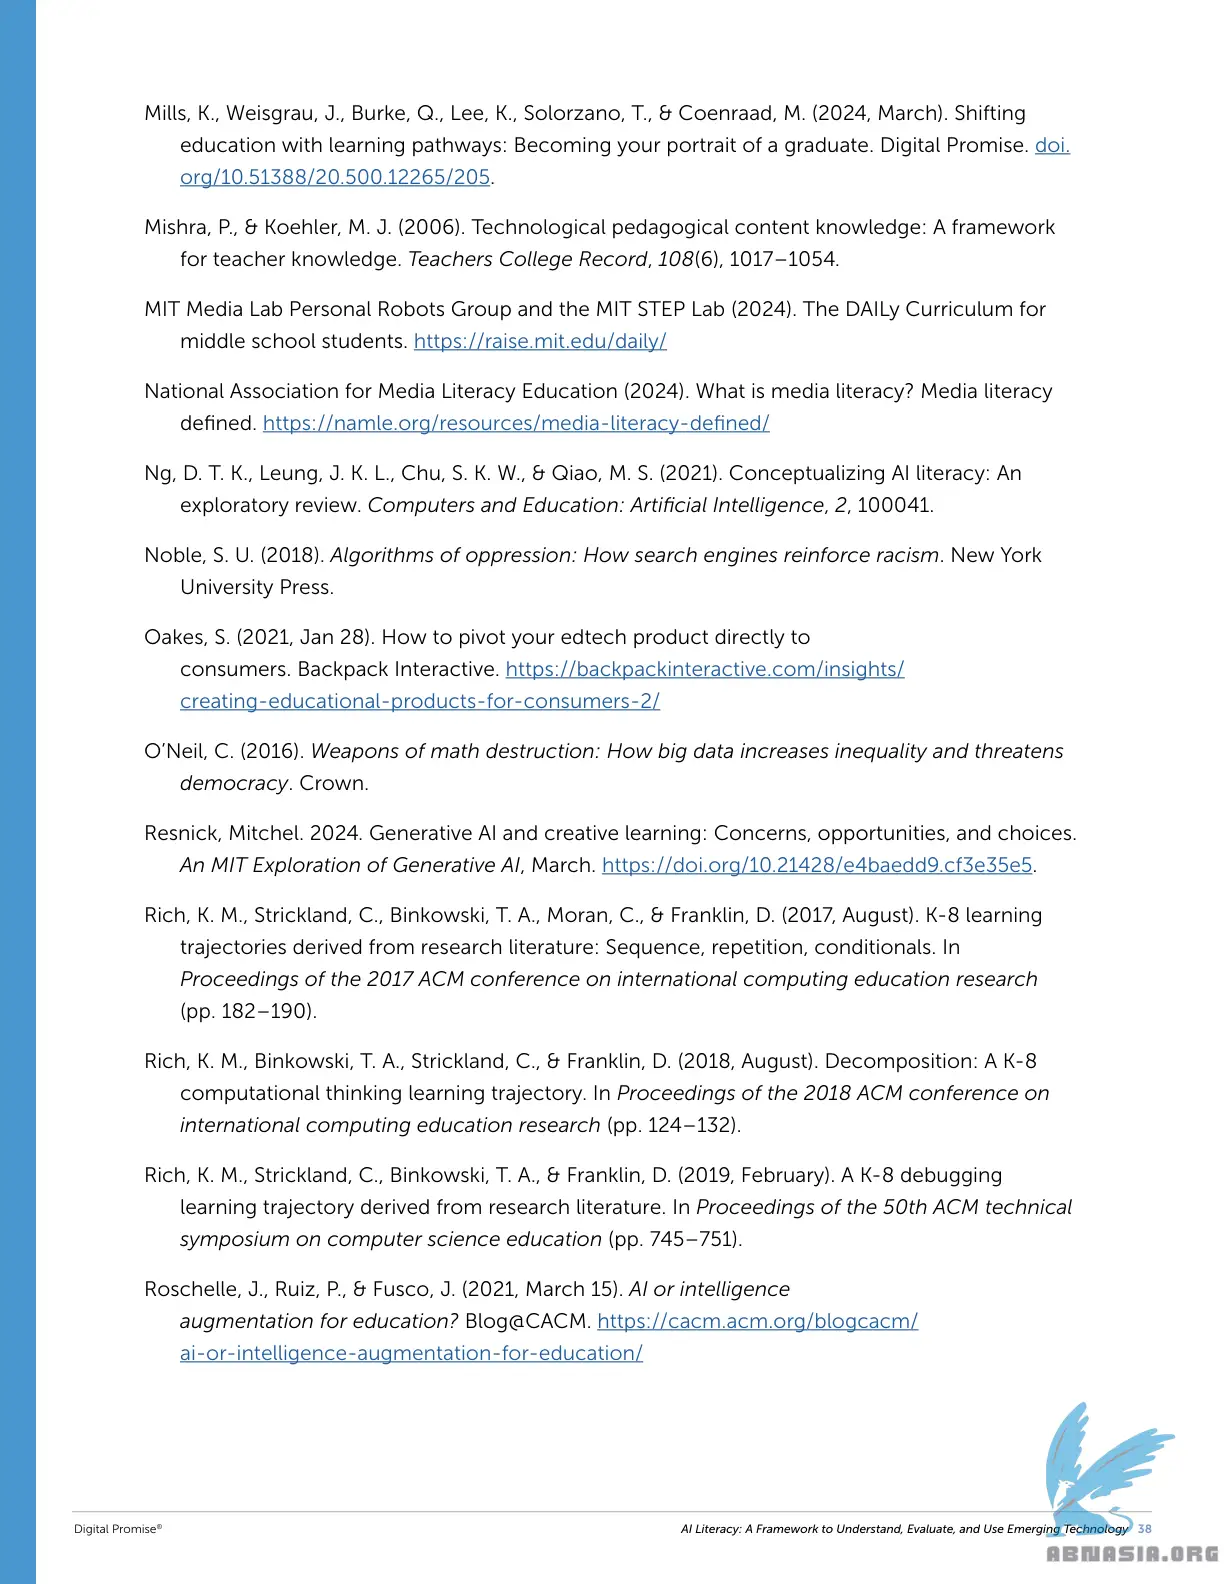 Mills, K., Weisgrau, J., Burke, Q., Lee, K., Solorzano, T., & Coenraad, M. (2024, March). Shifting
education with learning pathways: Becoming your portrait of a graduate. Digital Promise. doi.
org/10.51388/20.500.12265/205.
Mishra, P., & Koehler, M. J. (2006). Technological pedagogical content knowledge: A framework
for teacher knowledge. Teachers College Record, 108(6), 1017–1054.
MIT Media Lab Personal Robots Group and the MIT STEP Lab (2024). The DAILy Curriculum for
middle school students. https://raise.mit.edu/daily/
National Association for Media Literacy Education (2024). What is media literacy? Media literacy
defined. https://namle.org/resources/media-literacy-defined/
Ng, D. T. K., Leung, J. K. L., Chu, S. K. W., & Qiao, M. S. (2021). Conceptualizing AI literacy: An
exploratory review. Computers and Education: Artificial Intelligence, 2, 100041.
Noble, S. U. (2018). Algorithms of oppression: How search engines reinforce racism. New York
University Press.
Oakes, S. (2021, Jan 28). How to pivot your edtech product directly to
consumers. Backpack Interactive. https://backpackinteractive.com/insights/
creating-educational-products-for-consumers-2/
O’Neil, C. (2016). Weapons of math destruction: How big data increases inequality and threatens
democracy. Crown.
Resnick, Mitchel. 2024. Generative AI and creative learning: Concerns, opportunities, and choices.
An MIT Exploration of Generative AI, March. https://doi.org/10.21428/e4baedd9.cf3e35e5.
Rich, K. M., Strickland, C., Binkowski, T. A., Moran, C., & Franklin, D. (2017, August). K-8 learning
trajectories derived from research literature: Sequence, repetition, conditionals. In
Proceedings of the 2017 ACM conference on international computing education research
(pp. 182–190).
Rich, K. M., Binkowski, T. A., Strickland, C., & Franklin, D. (2018, August). Decomposition: A K-8
computational thinking learning trajectory. In Proceedings of the 2018 ACM conference on
international computing education research (pp. 124–132).
Rich, K. M., Strickland, C., Binkowski, T. A., & Franklin, D. (2019, February). A K-8 debugging
learning trajectory derived from research literature. In Proceedings of the 50th ACM technical
symposium on computer science education (pp. 745–751).
Roschelle, J., Ruiz, P., & Fusco, J. (2021, March 15). AI or intelligence
augmentation for education? Blog@CACM. https://cacm.acm.org/blogcacm/
ai-or-intelligence-augmentation-for-education/
Digital Promise® AI Literacy: A Framework to Understand, Evaluate, and Use Emerging Technology 38
ABNASIA.ORG